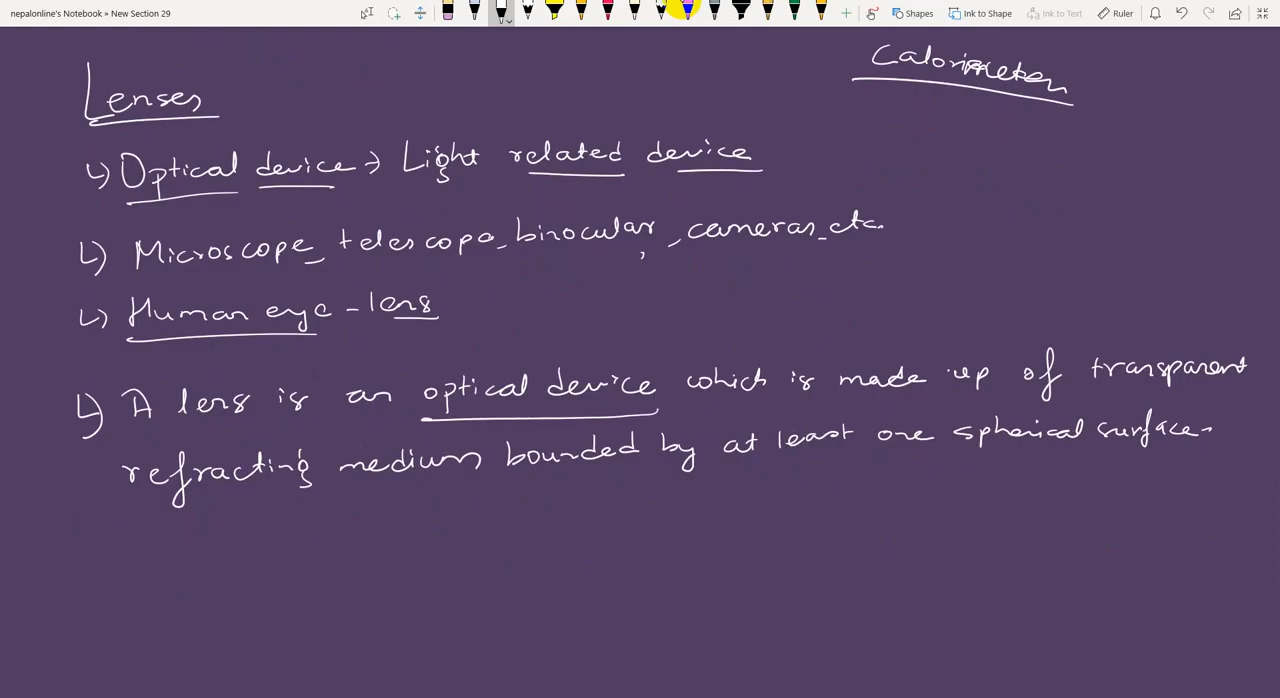 nepalonline's Notebook » New Section 29
Shapes Ink to Shape Ink to Text Ruler
Calorimeter
Lenses
↳ Optical device → Light related device
↳ Microscope, telescope, binocular, cameras, etc.
↳ Human eye - lens
↳ A lens is an optical device which is made up of transparent
refracting medium bounded by at least one spherical surface.